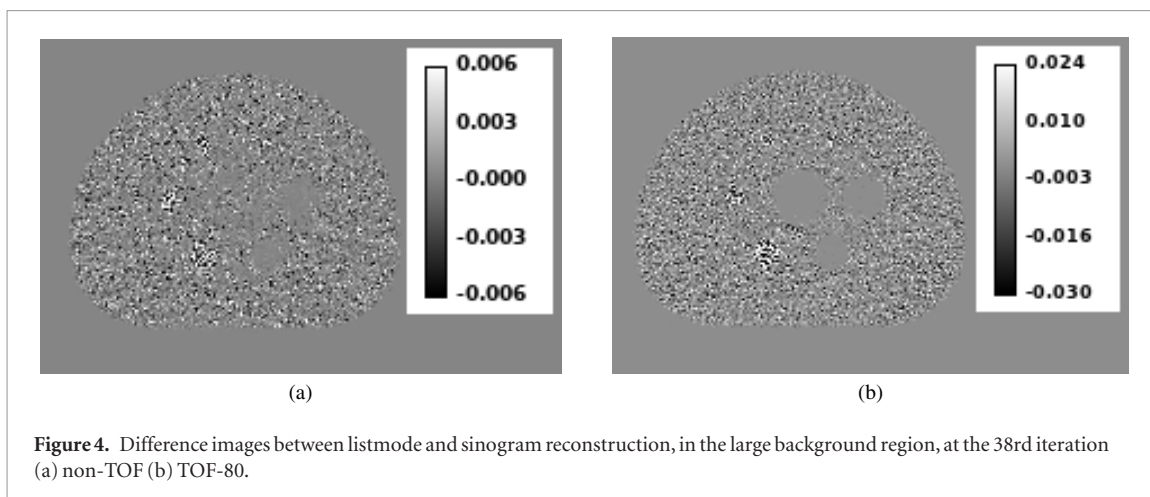 0.006
0.003
-0.000
-0.003
-0.006
(a)
0.024
0.010
-0.003
-0.016
-0.030
(b)
Figure 4. Difference images between listmode and sinogram reconstruction, in the large background region, at the 38rd iteration
(a) non-TOF (b) TOF-80.